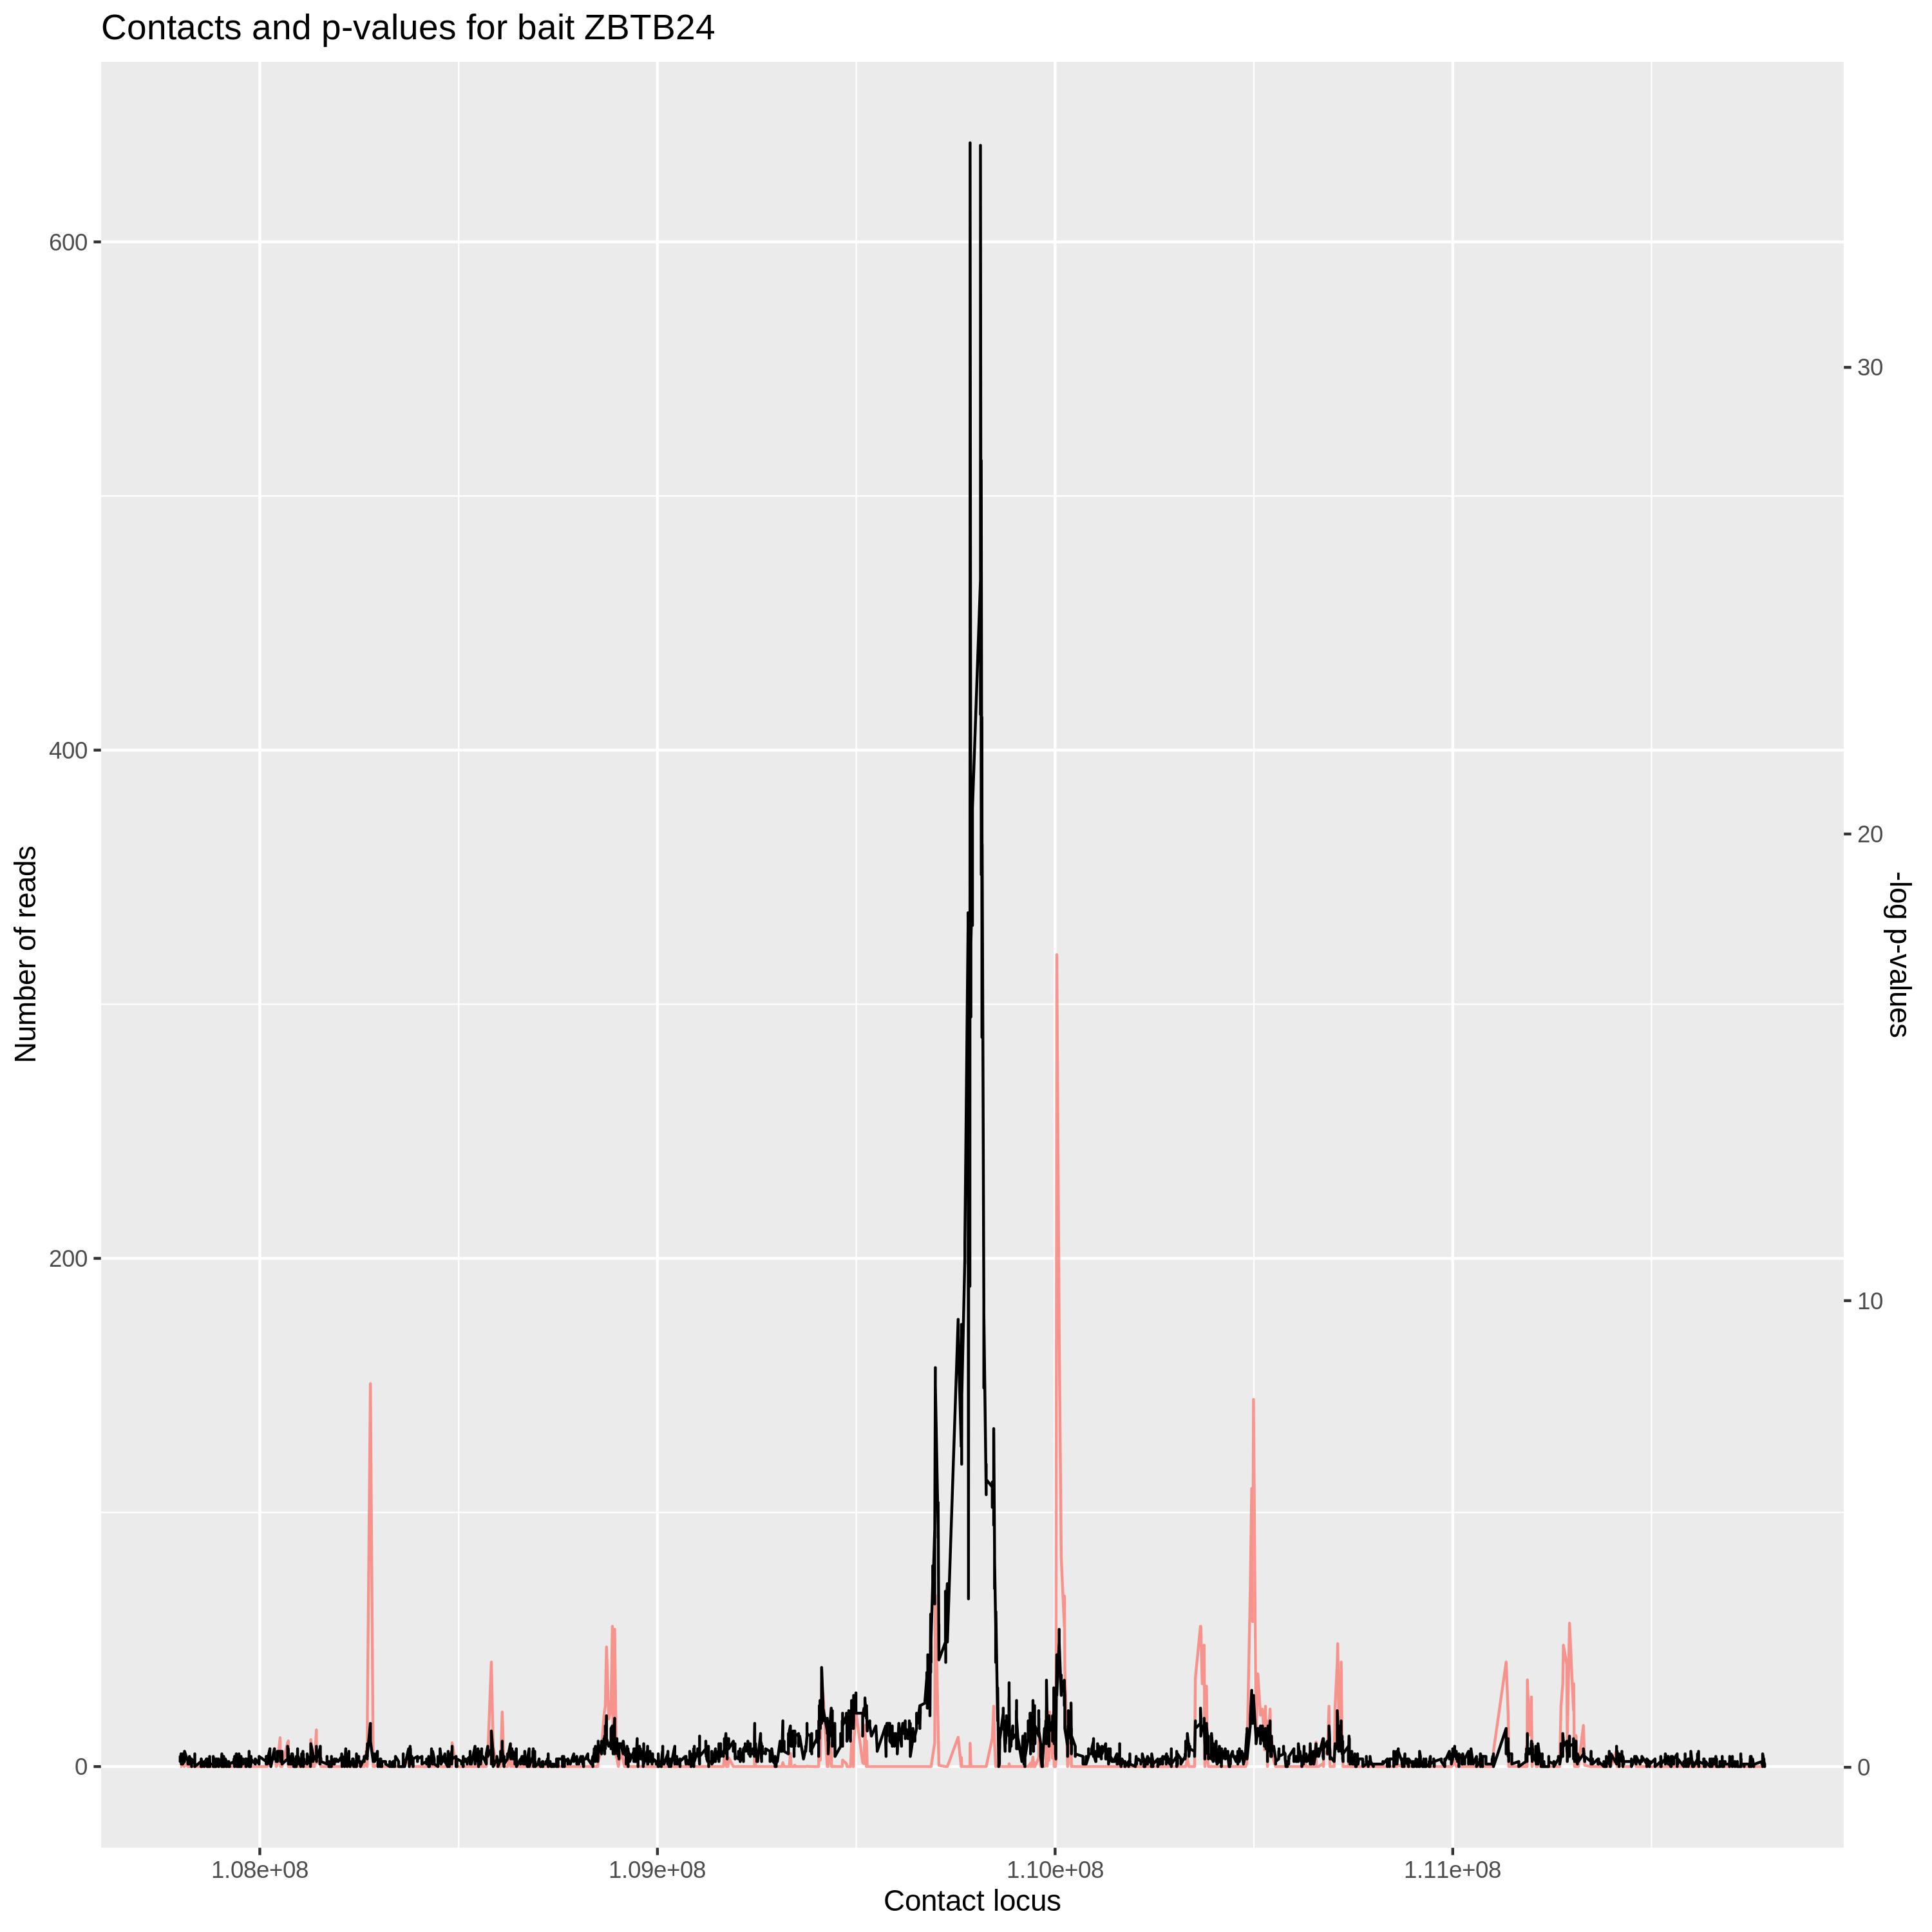 Contacts and p-values for bait ZBTB24
600
400
200
0
30
20
10
0
Number of reads
-log p-values
1.08e+08
1.09e+08
1.10e+08
1.11e+08
Contact locus